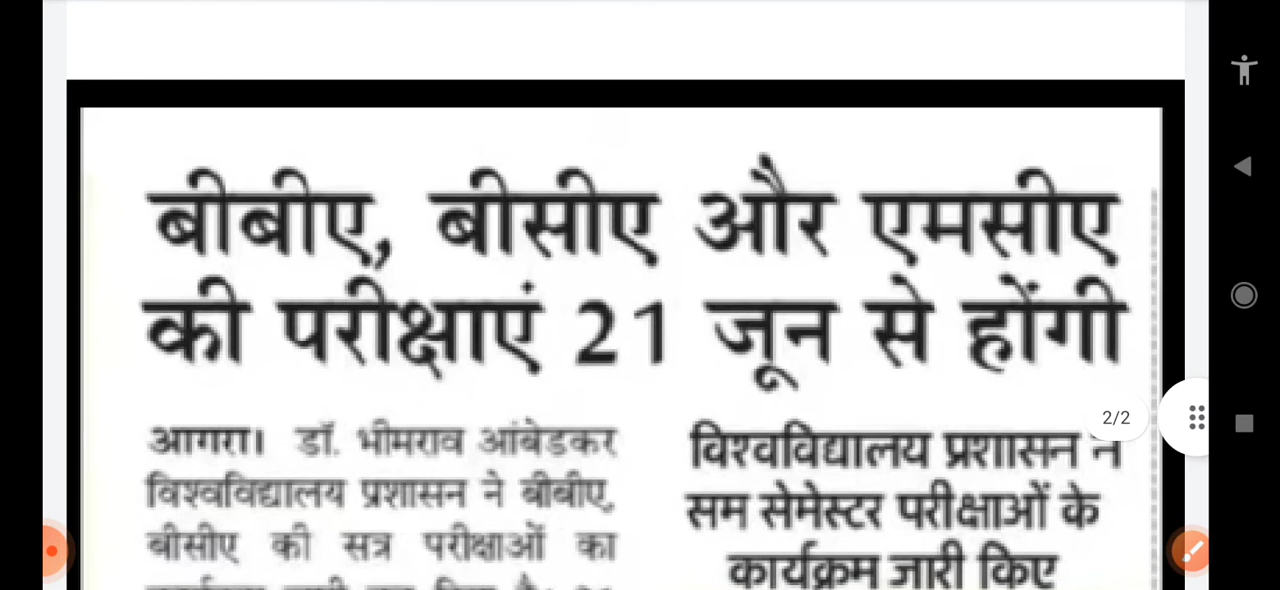 बीबीए, बीसीए और एमसीए
की परीक्षाएं 21 जून से होंगी
आगरा। डॉ. भीमराव आंबेडकर
विश्वविद्यालय प्रशासन ने बीबीए,
बीसीए की सत्र परीक्षाओं का
विश्वविद्यालय प्रशासन ने
सम सेमेस्टर परीक्षाओं के
कार्यक्रम जारी किए
2/2